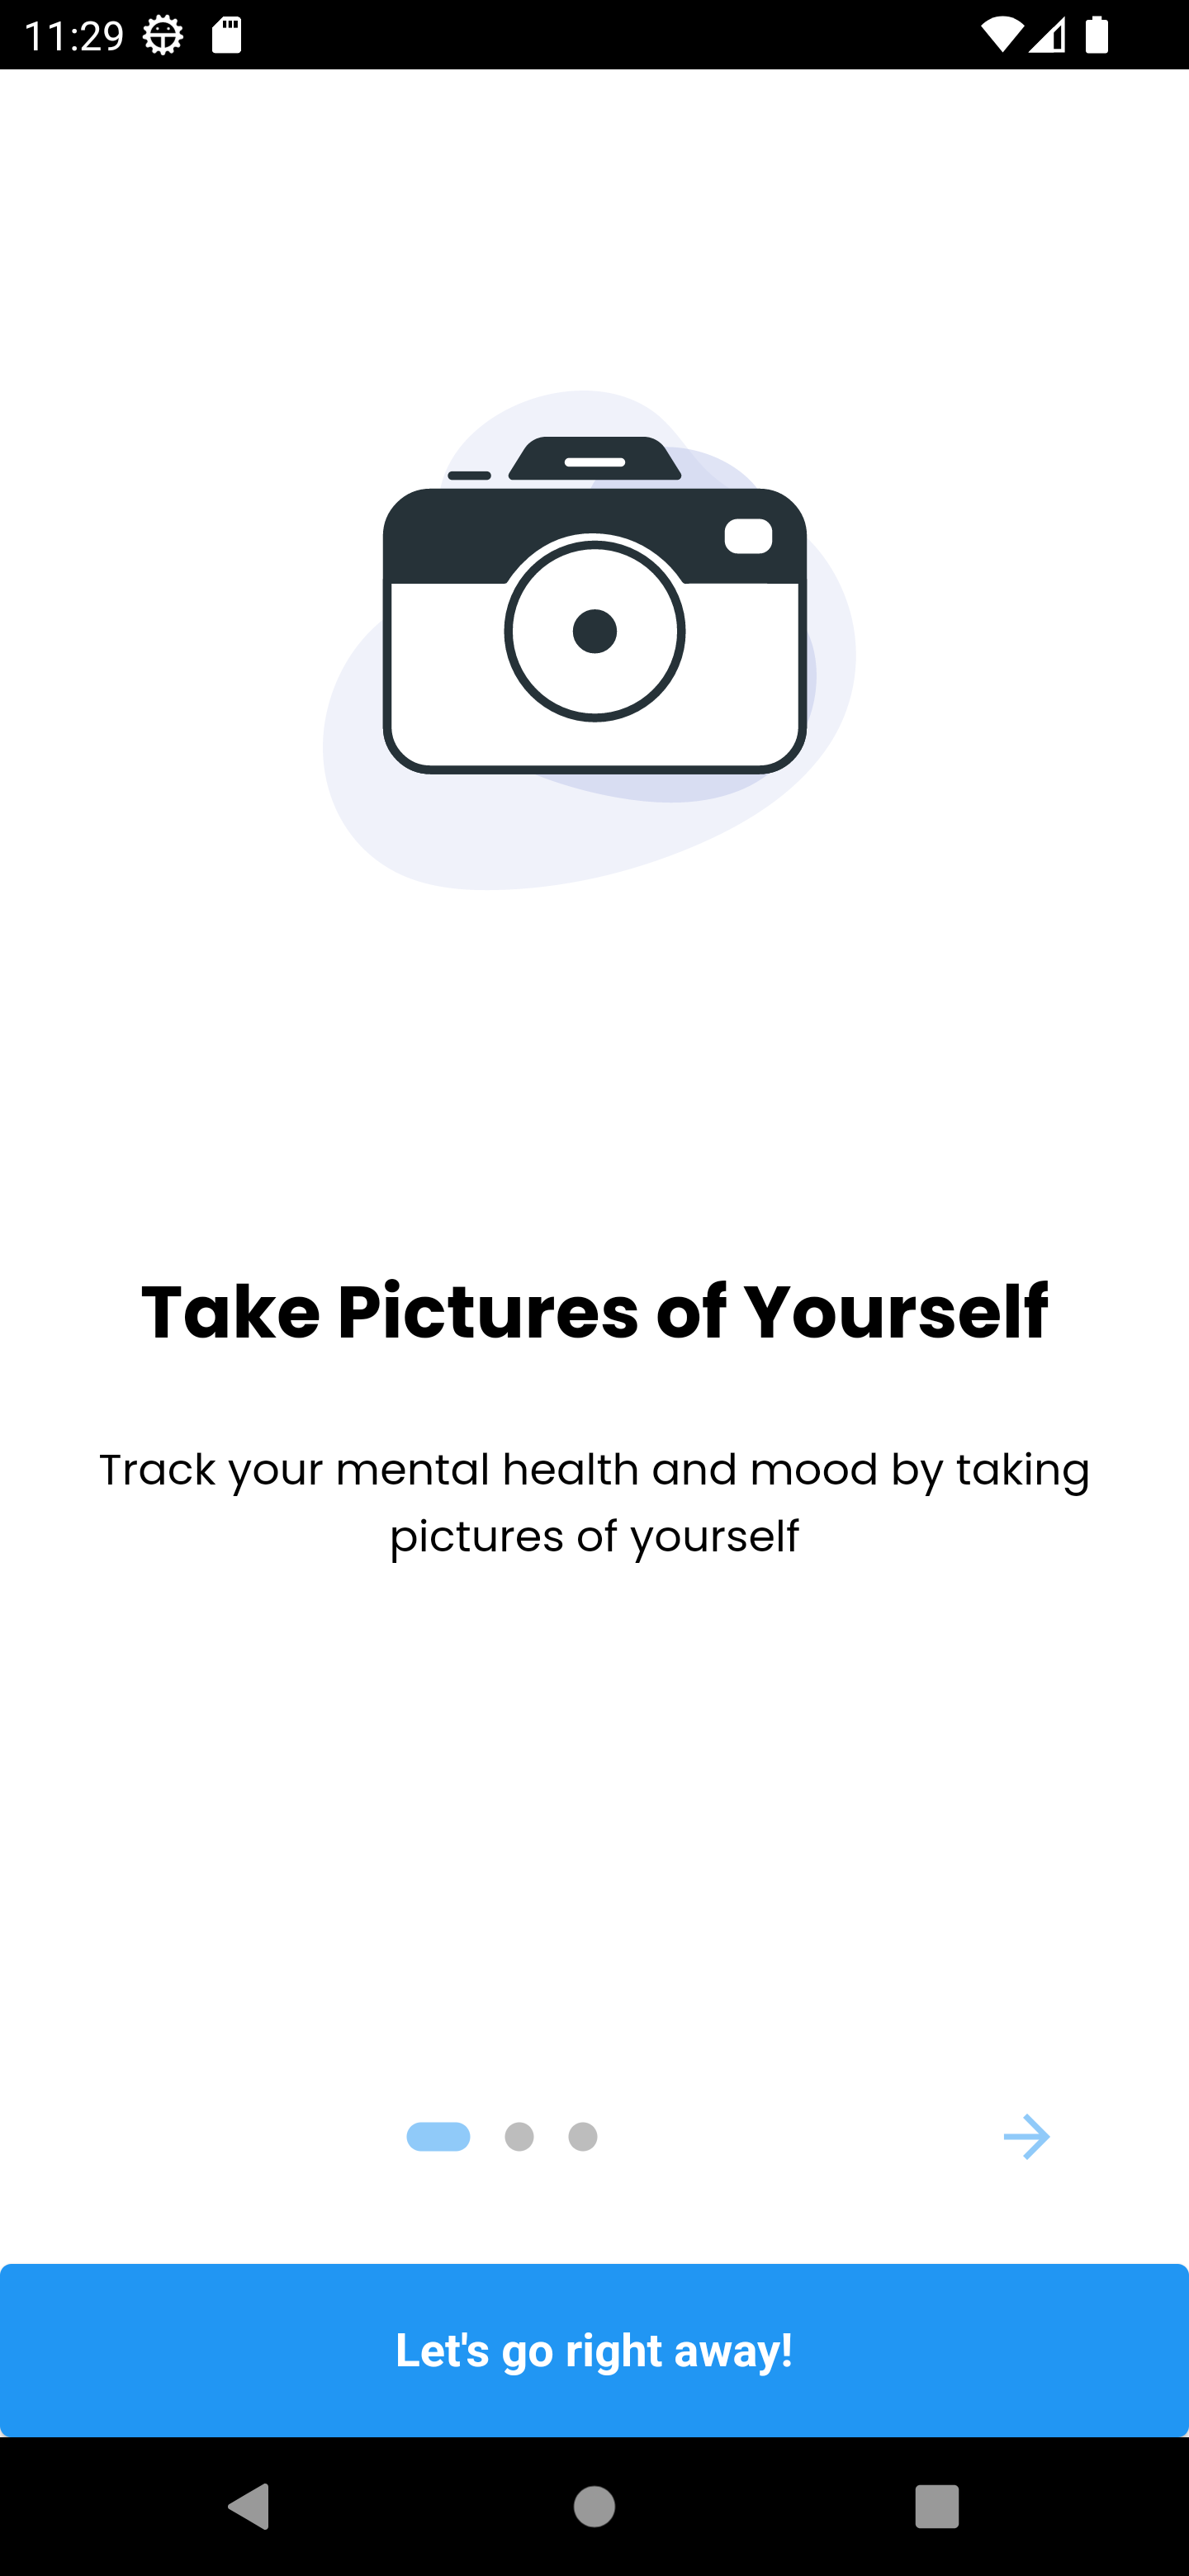 11:29
Take Pictures of Yourself
Track your mental health and mood by taking
pictures of yourself
Let's go right away!